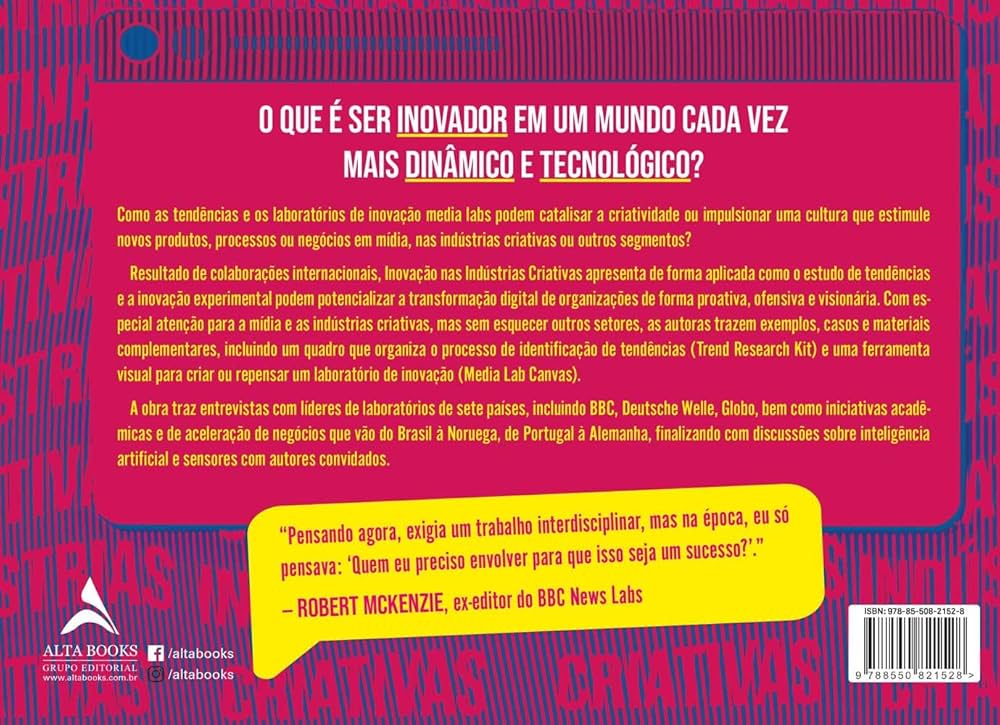 O QUE É SER INOVADOR EM UM MUNDO CADA VEZ
MAIS DINÂMICO E TECNOLÓGICO?
Como as tendências e os laboratórios de inovação media labs podem catalisar a criatividade ou impulsionar uma cultura que estimule
novos produtos, processos ou negócios em mídia, nas indústrias criativas ou outros segmentos?
Resultado de colaborações internacionais, Inovação nas Indústrias Criativas apresenta de forma aplicada como o estudo de tendências
e a inovação experimental podem potencializar a transformação digital de organizações de forma proativa, ofensiva e visionária. Com es-
pecial atenção para a mídia e as indústrias criativas, mas sem esquecer outros setores, as autoras trazem exemplos, casos e materiais
complementares, incluindo um quadro que organiza o processo de identificação de tendências (Trend Research Kit) e uma ferramenta
visual para criar ou repensar um laboratório de inovação (Media Lab Canvas).
A obra traz entrevistas com líderes de laboratórios de sete países, incluindo BBC, Deutsche Welle, Globo, bem como iniciativas acadê-
micas e de aceleração de negócios que vão do Brasil à Noruega, de Portugal à Alemanha, finalizando com discussões sobre inteligência
artificial e sensores com autores convidados.
“Pensando agora, exigia um trabalho interdisciplinar, mas na época, eu só
pensava: ‘Quem eu preciso envolver para que isso seja um sucesso?’.”
– ROBERT MCKENZIE, ex-editor do BBC News Labs
ALTA BOOKS
GRUPO EDITORIAL
www.altabooks.com.br
/altabooks
/altabooks
ISBN: 978-85-508-2152-8
9 788550 821528 >
STRIAS
CRIATIVAS
CRIATIVAS